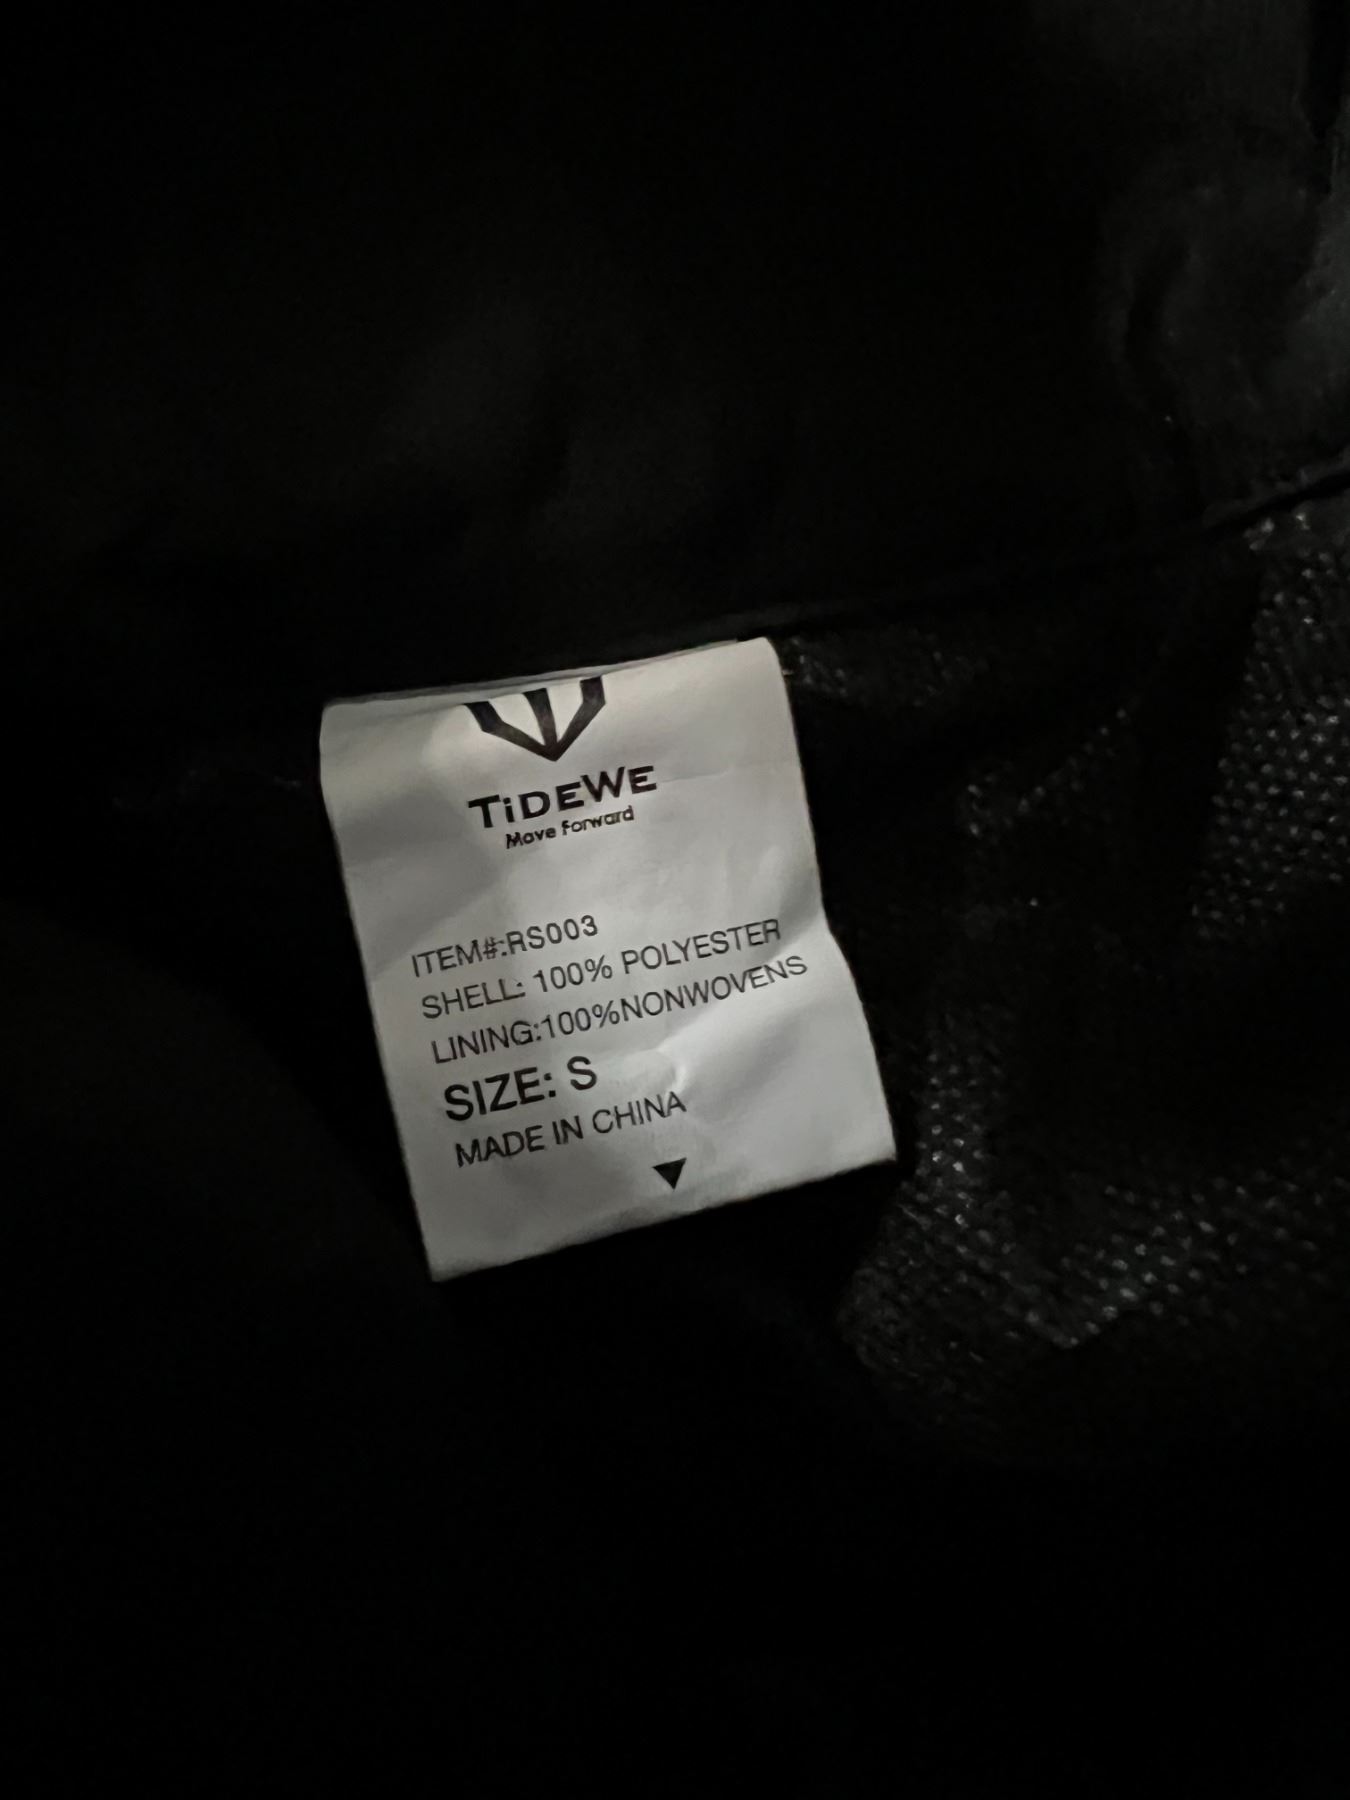 TiDEWE
Move forward
ITEM#:RS003
SHELL: 100% POLYESTER
LINING:100%NONWOVENS
SIZE: S
MADE IN CHINA